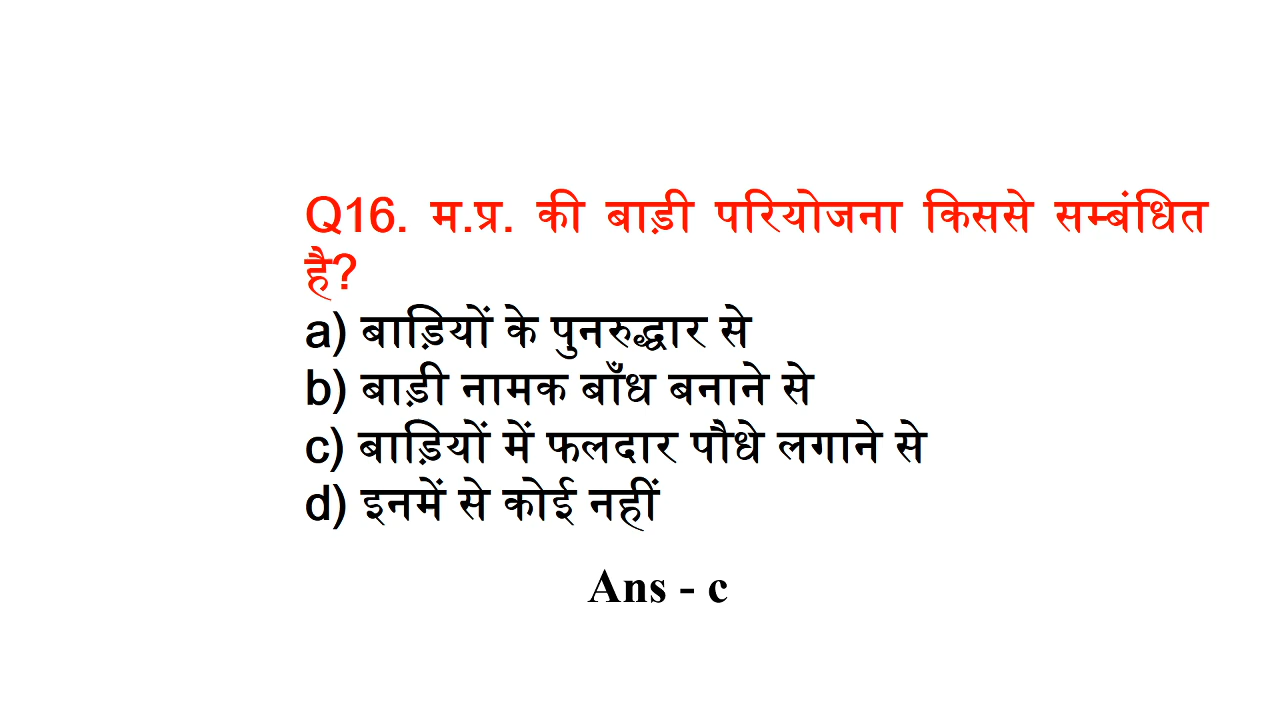 Q16. म.प्र. की बाड़ी परियोजना किससे सम्बंधित
है?
a) बाड़ियों के पुनरुद्धार से
b) बाड़ी नामक बाँध बनाने से
c) बाड़ियों में फलदार पौधे लगाने से
d) इनमें से कोई नहीं
Ans - c